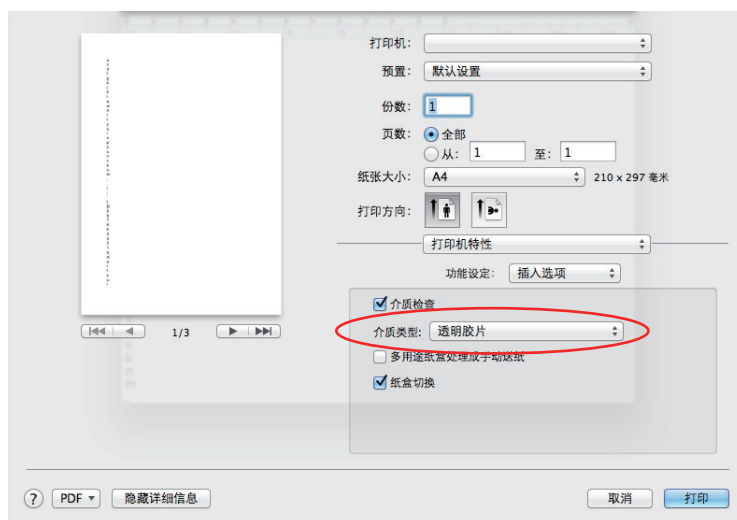 打印机：
预置： 默认设置
份数： 1
页数： 全部
从： 1 至： 1
纸张大小： A4 210 x 297 毫米
打印方向：
打印机特性
功能设定： 插入选项
介质检查
介质类型: 透明胶片
1/3
多用途纸盒处理成手动送纸
纸盒切换
? PDF 隐藏详细信息 取消 打印